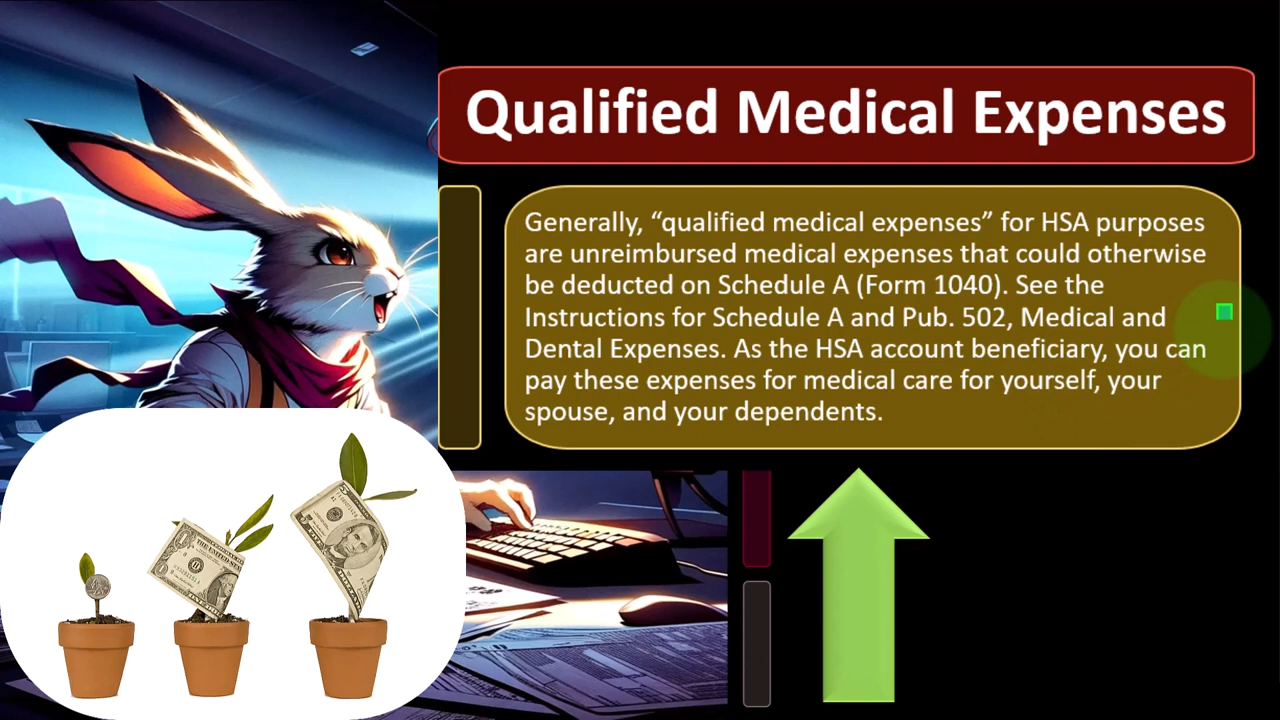 Qualified Medical Expenses
Generally, “qualified medical expenses” for HSA purposes
are unreimbursed medical expenses that could otherwise
be deducted on Schedule A (Form 1040). See the
Instructions for Schedule A and Pub. 502, Medical and
Dental Expenses. As the HSA account beneficiary, you can
pay these expenses for medical care for yourself, your
spouse, and your dependents.